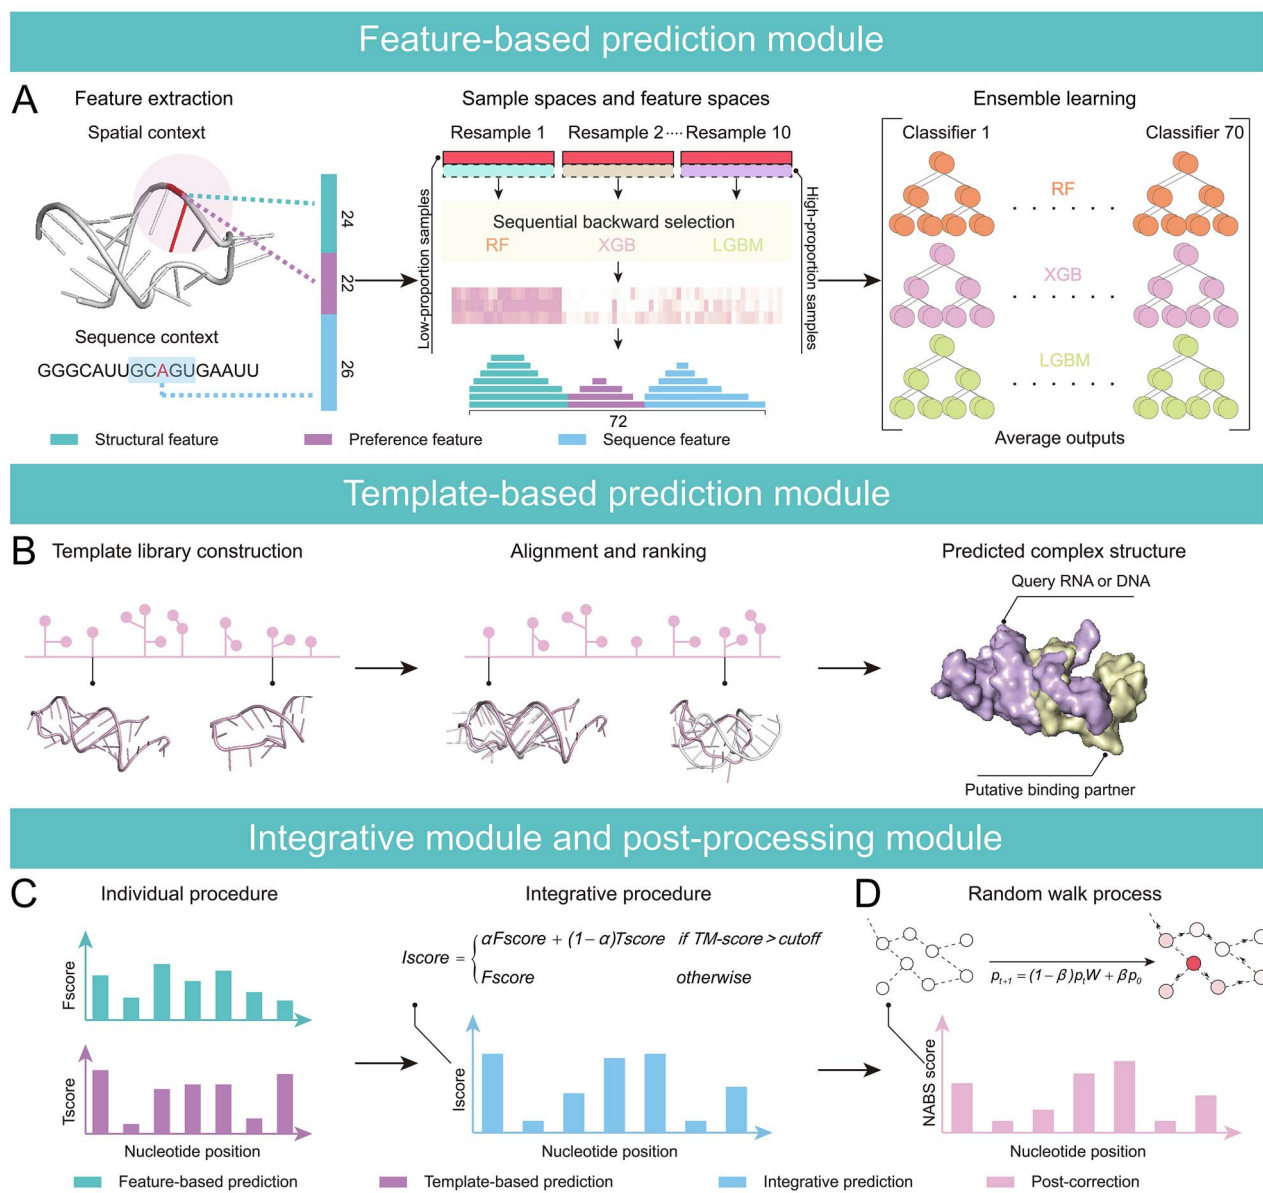 Feature-based prediction module
A
Feature extraction
Sample spaces and feature spaces
Ensemble learning
Spatial context
24
22
26
Sequence context
GGGCAUUGCAGUGAAUU
Resample 1
Resample 2
····
Resample 10
Low-proportion samples
High-proportion samples
Sequential backward selection
RF
XGB
LGBM
72
Classifier 1
Classifier 70
RF
XGB
LGBM
Average outputs
Structural feature
Preference feature
Sequence feature
Template-based prediction module
B
Template library construction
Alignment and ranking
Predicted complex structure
Query RNA or DNA
Putative binding partner
Integrative module and post-processing module
C
Individual procedure
Integrative procedure
D
Random walk process
Fscore
Tscore
Nucleotide position
Iscore = { αFscore + (1 − α)Tscore if TM-score > cutoff
Fscore otherwise
Iscore
Nucleotide position
pt+1 = (1 − β)ptW + βp0
NABS score
Nucleotide position
Feature-based prediction
Template-based prediction
Integrative prediction
Post-correction